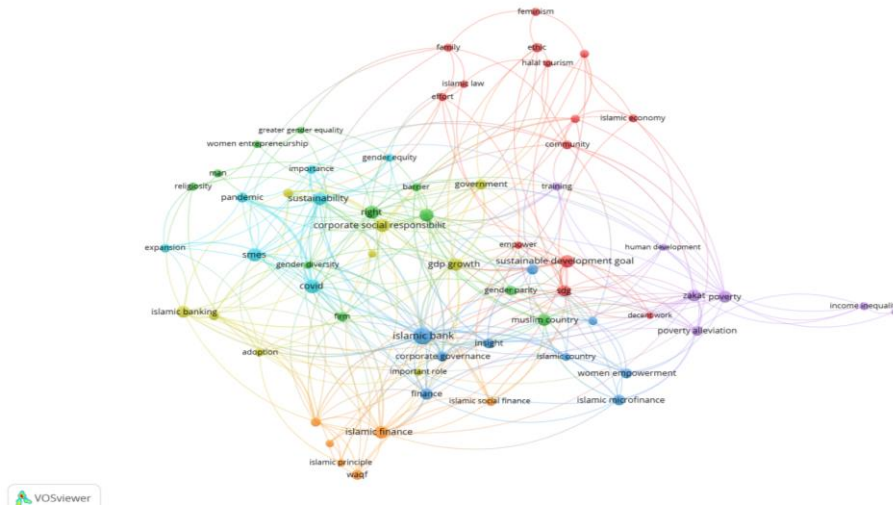 feminism
family
ethic
halal tourism
islamic law
effort
islamic economy
greater gender equality
women entrepreneurship
community
gender equity
importance
man
religiosity
barrier
government
training
pandemic
sustainability
right
corporate social responsibilit
expansion
smes
empower
human development
gender diversity
gdp growth
sustainable development goal
covid
gender parity
sdg
zakat
poverty
income inequality
islamic banking
firm
muslim country
decent work
poverty alleviation
islamic bank
insight
adoption
corporate governance
islamic country
important role
women empowerment
finance
islamic social finance
islamic microfinance
islamic finance
islamic principle
waqf
VOSviewer